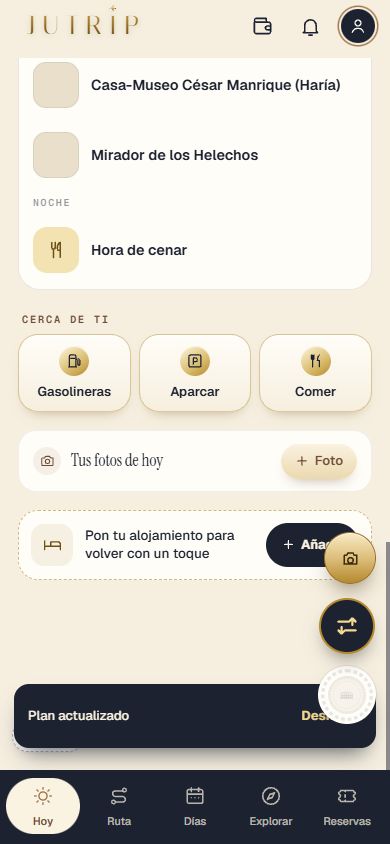 JUTRIP
Casa-Museo César Manrique (Haría)
Mirador de los Helechos
NOCHE
Hora de cenar
CERCA DE TI
Gasolineras
Aparcar
Comer
Tus fotos de hoy
+ Foto
Pon tu alojamiento para
volver con un toque
+ Aña
Plan actualizado
Des
Hoy
Ruta
Días
Explorar
Reservas